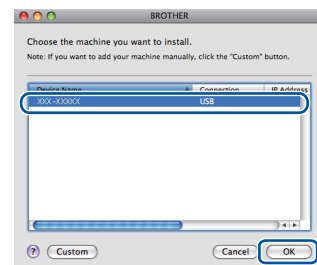 BROTHER
Choose the machine you want to install.
Note: If you want to add your machine manually, click the "Custom" button.
Device Name Connection IP Address
XXX-XXXXX USB
? Custom Cancel OK